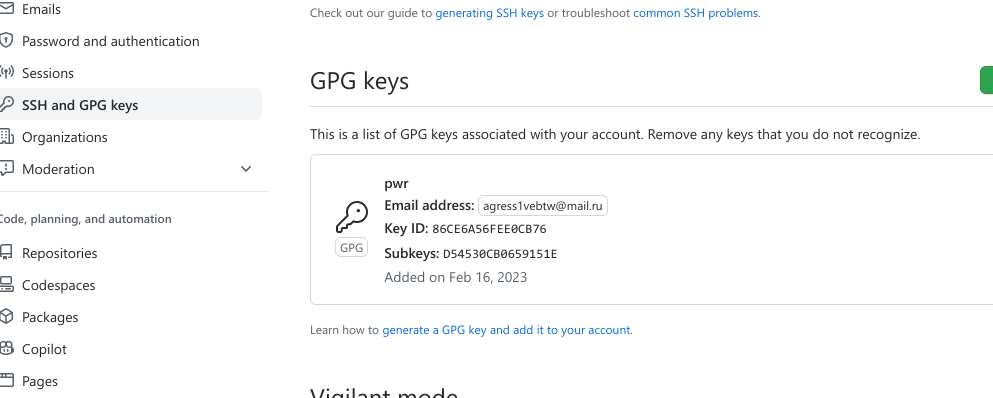 Emails
Password and authentication
Sessions
SSH and GPG keys
Organizations
Moderation
Code, planning, and automation
Repositories
Codespaces
Packages
Copilot
Pages
Check out our guide to generating SSH keys or troubleshoot common SSH problems.
GPG keys
This is a list of GPG keys associated with your account. Remove any keys that you do not recognize.
GPG
pwr
Email address: agress1vebtw@mail.ru
Key ID: 86CE6A56FEE0CB76
Subkeys: D54530CB0659151E
Added on Feb 16, 2023
Learn how to generate a GPG key and add it to your account.
Vigilant mode